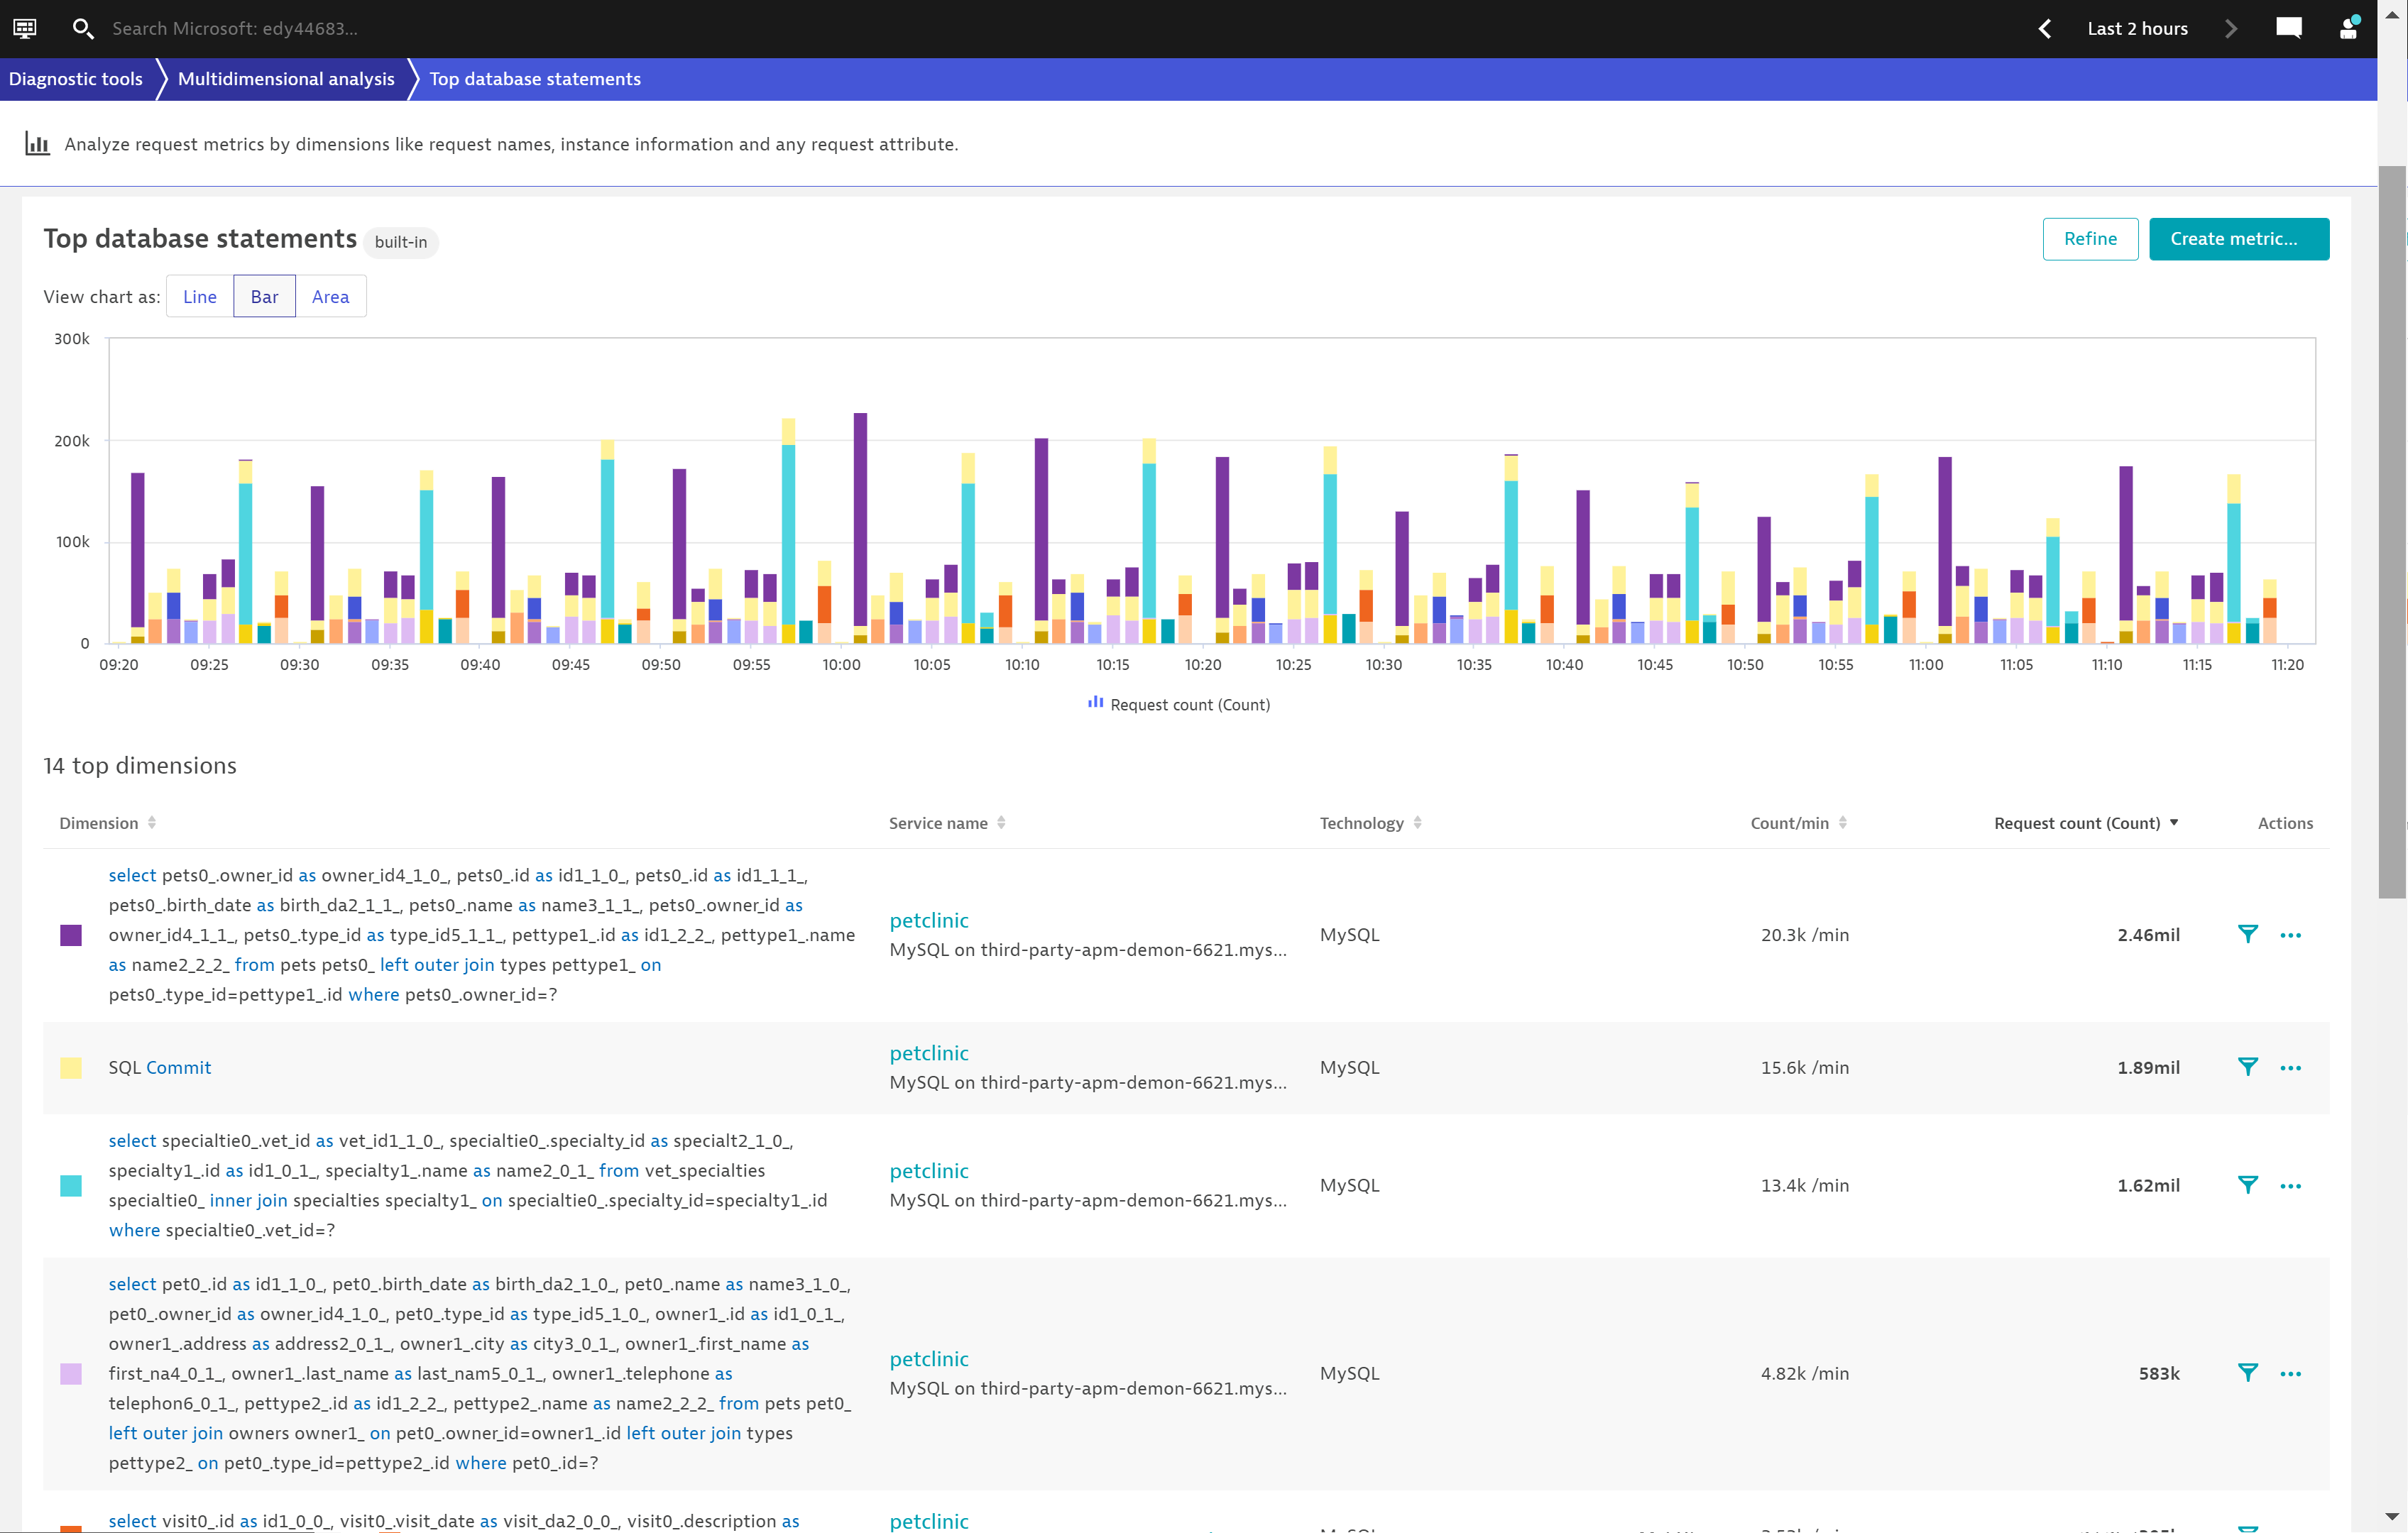 Search Microsoft: edy44683...
Last 2 hours
Diagnostic tools
Multidimensional analysis
Top database statements
Analyze request metrics by dimensions like request names, instance information and any request attribute.
Top database statements built-in
Refine
Create metric...
View chart as: Line Bar Area
300k
200k
100k
0
09:20 09:25 09:30 09:35 09:40 09:45 09:50 09:55 10:00 10:05 10:10 10:15 10:20 10:25 10:30 10:35 10:40 10:45 10:50 10:55 11:00 11:05 11:10 11:15 11:20
Request count (Count)
14 top dimensions
Dimension Service name Technology Count/min Request count (Count) Actions
select pets0_.owner_id as owner_id4_1_0_, pets0_.id as id1_1_0_, pets0_.id as id1_1_1_,
pets0_.birth_date as birth_da2_1_1_, pets0_.name as name3_1_1_, pets0_.owner_id as
owner_id4_1_1_, pets0_.type_id as type_id5_1_1_, pettype1_.id as id1_2_2_, pettype1_.name
as name2_2_2_ from pets pets0_ left outer join types pettype1_ on
pets0_.type_id=pettype1_.id where pets0_.owner_id=?
petclinic
MySQL on third-party-apm-demon-6621.mys...
MySQL
20.3k /min
2.46mil
SQL Commit
petclinic
MySQL on third-party-apm-demon-6621.mys...
MySQL
15.6k /min
1.89mil
select specialtie0_.vet_id as vet_id1_1_0_, specialtie0_.specialty_id as specialt2_1_0_,
specialty1_.id as id1_0_1_, specialty1_.name as name2_0_1_ from vet_specialties
specialtie0_ inner join specialties specialty1_ on specialtie0_.specialty_id=specialty1_.id
where specialtie0_.vet_id=?
petclinic
MySQL on third-party-apm-demon-6621.mys...
MySQL
13.4k /min
1.62mil
select pet0_.id as id1_1_0_, pet0_.birth_date as birth_da2_1_0_, pet0_.name as name3_1_0_,
pet0_.owner_id as owner_id4_1_0_, pet0_.type_id as type_id5_1_0_, owner1_.id as id1_0_1_,
owner1_.address as address2_0_1_, owner1_.city as city3_0_1_, owner1_.first_name as
first_na4_0_1_, owner1_.last_name as last_nam5_0_1_, owner1_.telephone as
telephon6_0_1_, pettype2_.id as id1_2_2_, pettype2_.name as name2_2_2_ from pets pet0_
left outer join owners owner1_ on pet0_.owner_id=owner1_.id left outer join types
pettype2_ on pet0_.type_id=pettype2_.id where pet0_.id=?
petclinic
MySQL on third-party-apm-demon-6621.mys...
MySQL
4.82k /min
583k
select visit0_.id as id1_0_0_, visit0_.visit_date as visit_da2_0_0_, visit0_.description as
petclinic